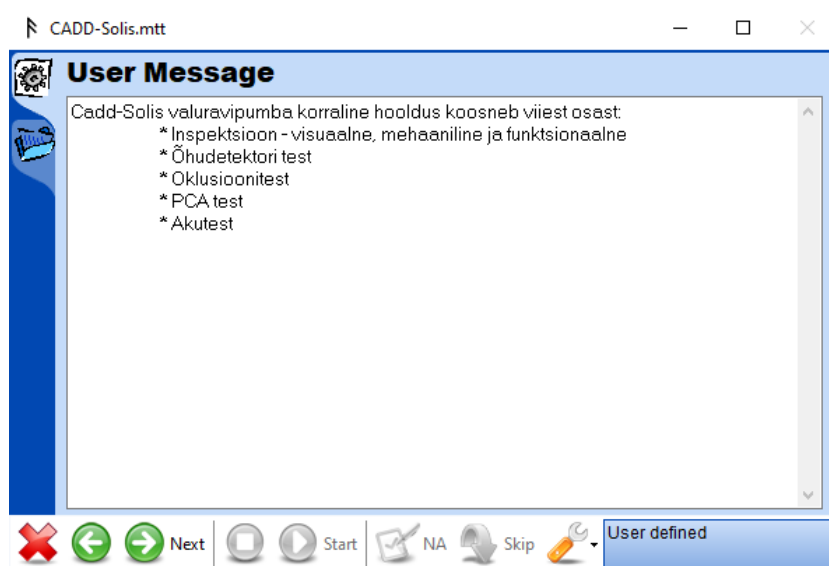 CADD-Solis.mtt
User Message
Cadd-Solis valuravipumba korraline hooldus koosneb viiest osast:
* Inspektsioon - visuaalne, mehaaniline ja funktsionaalne
* Õhudetektori test
* Oklusioonitest
* PCA test
* Akutest
Next
Start
NA
Skip
User defined